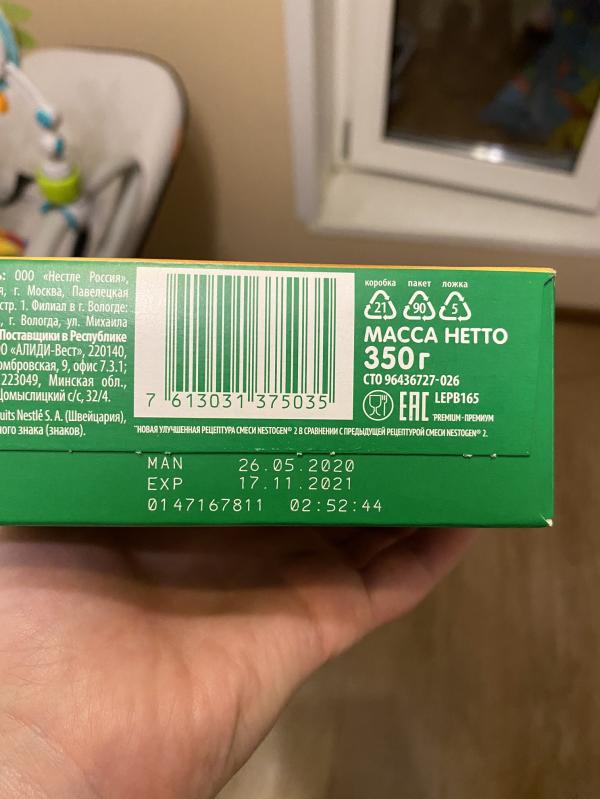 : ООО «Нестле Россия»,
я, г. Москва, Павелецкая
стр. 1. Филиал в г. Вологде:
, г. Вологда, ул. Михаила
Поставщики в Республике
О «АЛИДИ-Вест», 220140,
омбровская, 9, офис 7.3.1;
223049, Минская обл.,
Домыслицкий с/с, 32/4.
uits Nestlé S. A. (Швейцария),
ного знака (знаков).
7 613031 375035
коробка пакет ложка
21 90 5
МАССА НЕТТО
350 г
СТО 96436727-026
EAC LEPB165
*PREMIUM-ПРЕМИУМ
*НОВАЯ УЛУЧШЕННАЯ РЕЦЕПТУРА СМЕСИ NESTOGEN® 2 В СРАВНЕНИИ С ПРЕДЫДУЩЕЙ РЕЦЕПТУРОЙ СМЕСИ NESTOGEN® 2.
MAN 26.05.2020
EXP 17.11.2021
0147167811 02:52:44